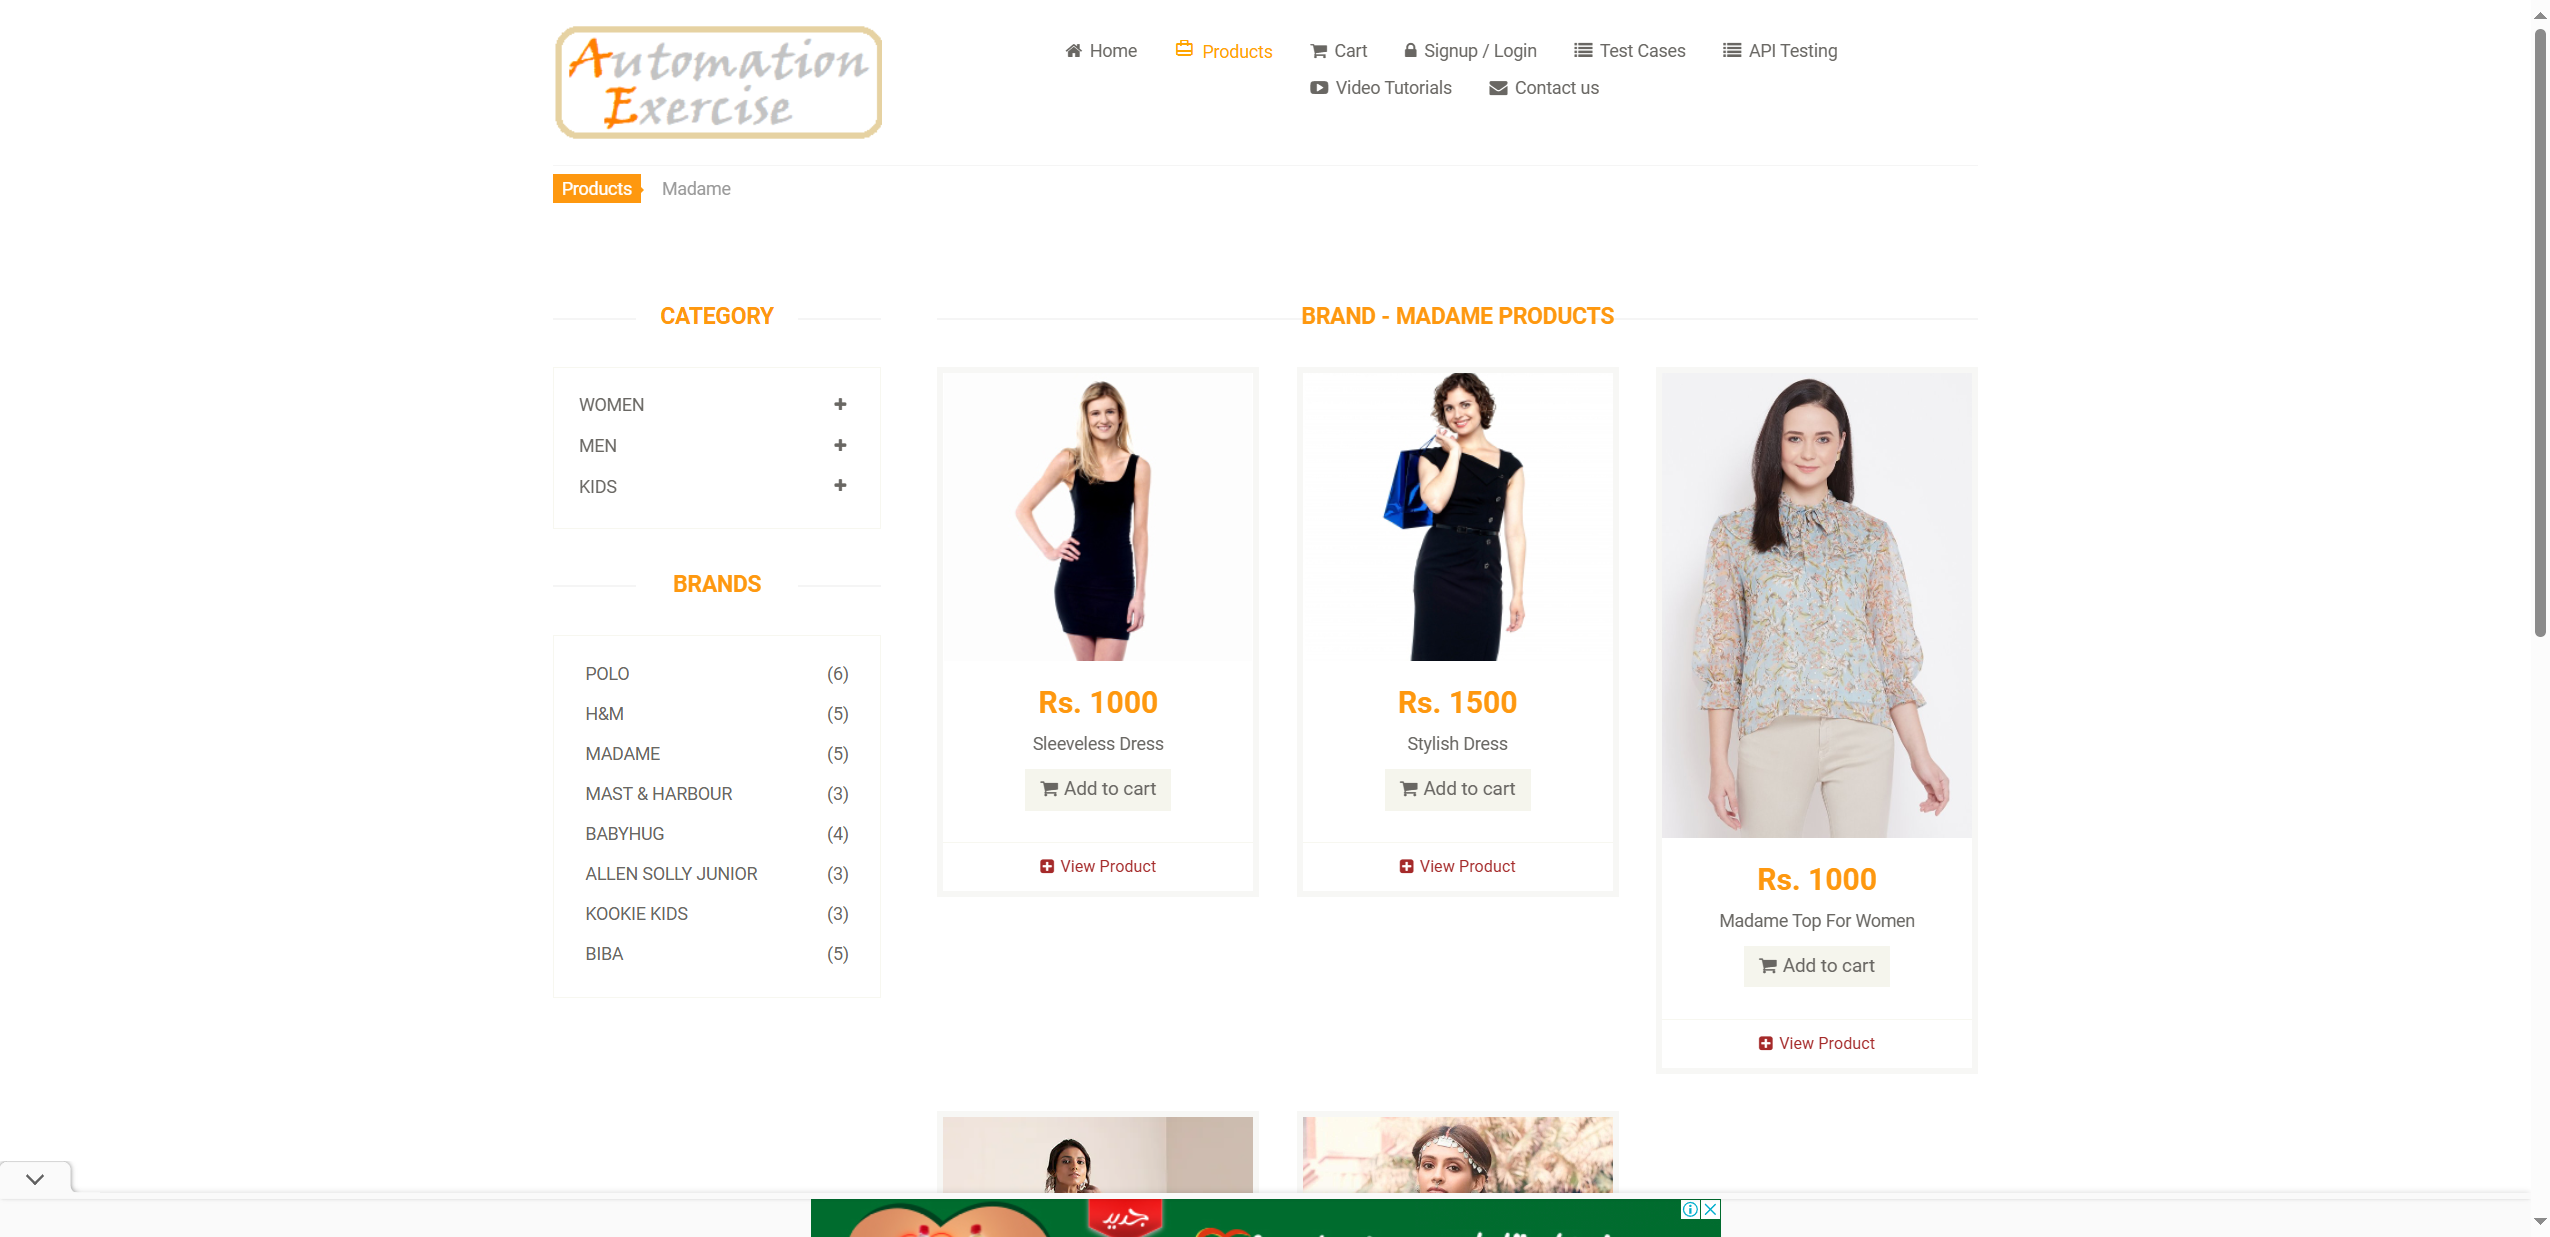 Automation
Exercise
Home
Products
Cart
Signup / Login
Test Cases
API Testing
Video Tutorials
Contact us
Products
Madame
CATEGORY
WOMEN
MEN
KIDS
BRANDS
POLO (6)
H&M (5)
MADAME (5)
MAST & HARBOUR (3)
BABYHUG (4)
ALLEN SOLLY JUNIOR (3)
KOOKIE KIDS (3)
BIBA (5)
BRAND - MADAME PRODUCTS
Rs. 1000
Sleeveless Dress
Add to cart
View Product
Rs. 1500
Stylish Dress
Add to cart
View Product
Rs. 1000
Madame Top For Women
Add to cart
View Product
جديد